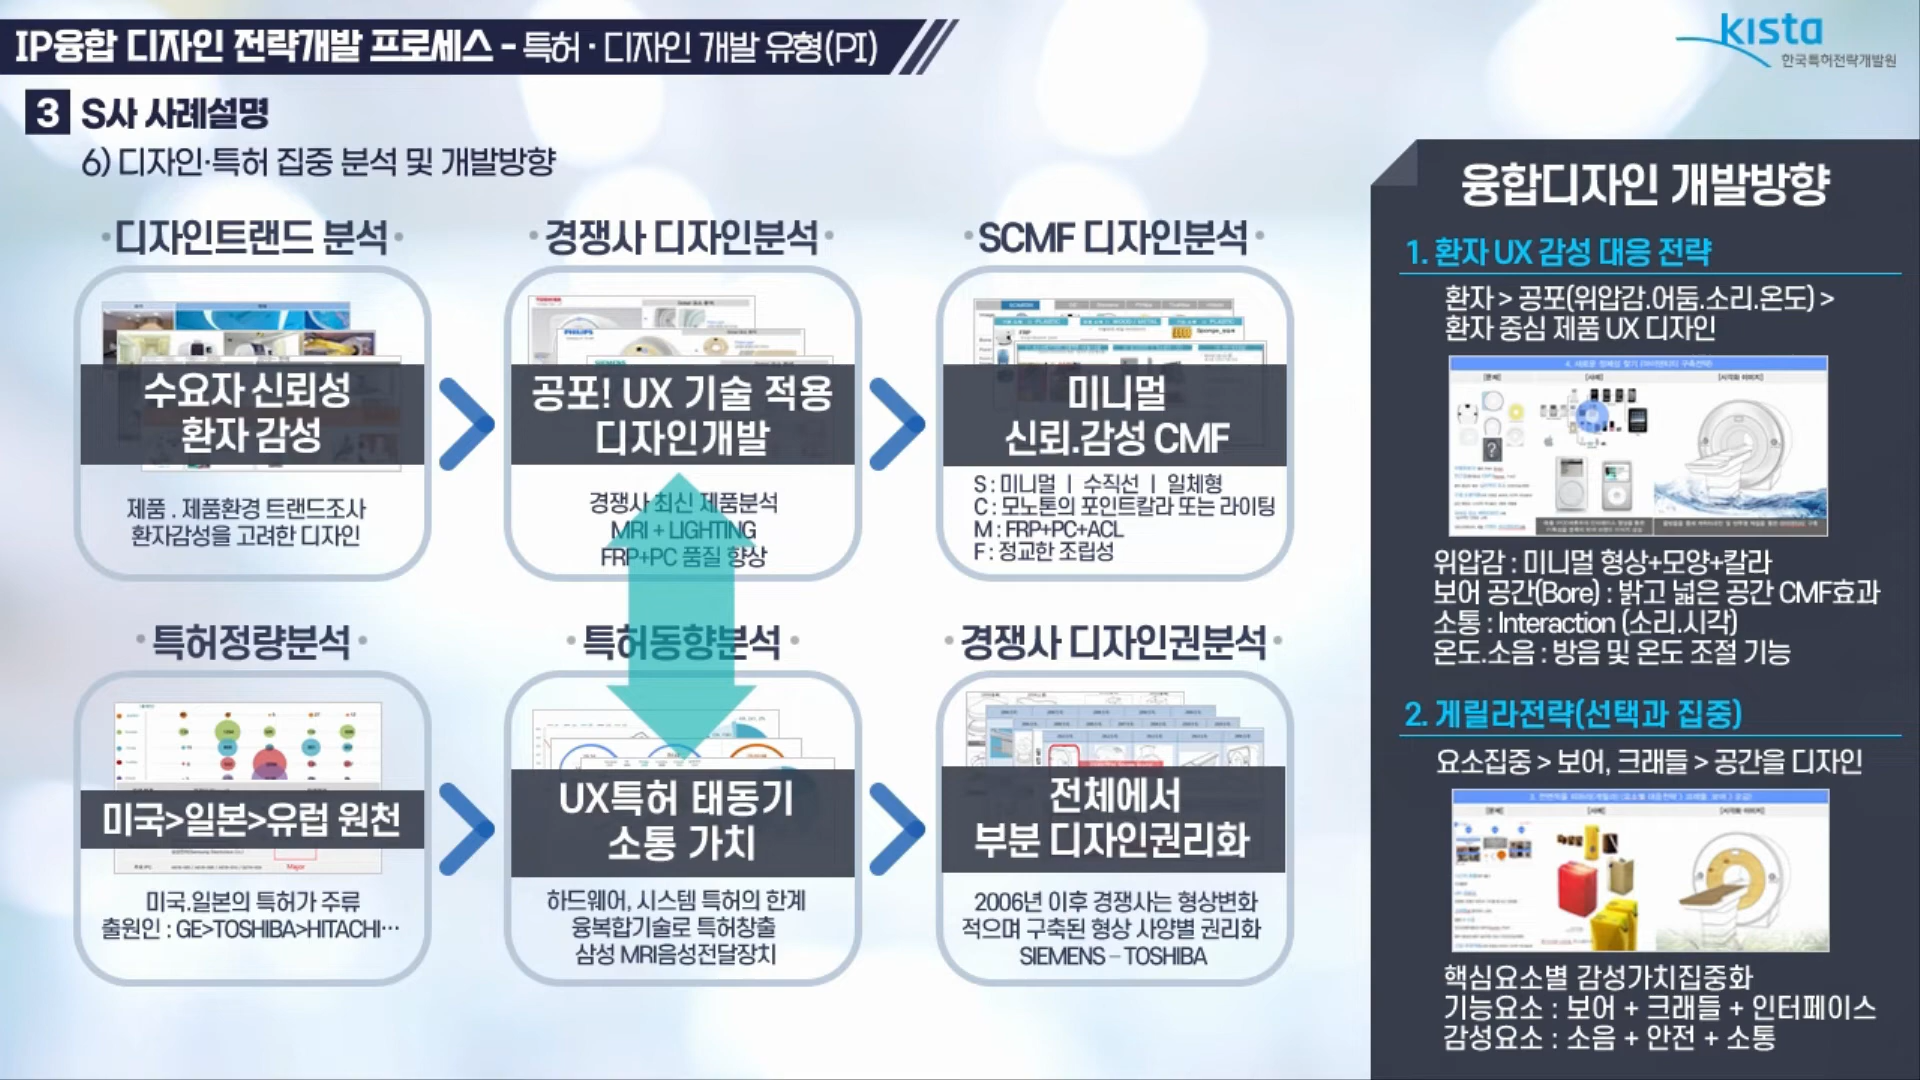 IP융합 디자인 전략개발 프로세스 - 특허·디자인 개발 유형(PI)
kista
한국특허전략개발원
3 S사 사례설명
6) 디자인·특허 집중 분석 및 개발방향
디자인트랜드 분석
수요자 신뢰성
환자 감성
제품 . 제품환경 트랜드조사
환자감성을 고려한 디자인
경쟁사 디자인분석
TOSHIBA
PHILIPS
공포! UX 기술 적용
디자인개발
경쟁사 최신 제품분석
MRI + LIGHTING
FRP+PC 품질 향상
SCMF 디자인분석
미니멀
신뢰.감성 CMF
S : 미니멀 ㅣ 수직선 ㅣ 일체형
C : 모노톤의 포인트칼라 또는 라이팅
M : FRP+PC+ACL
F : 정교한 조립성
특허정량분석
미국>일본>유럽 원천
Major
미국.일본의 특허가 주류
출원인 : GE>TOSHIBA>HITACHI…
특허동향분석
UX특허 태동기
소통 가치
하드웨어, 시스템 특허의 한계
융복합기술로 특허창출
삼성 MRI음성전달장치
경쟁사 디자인권분석
전체에서
부분 디자인권리화
2006년 이후 경쟁사는 형상변화
적으며 구축된 형상 사양별 권리화
SIEMENS – TOSHIBA
융합디자인 개발방향
1. 환자 UX 감성 대응 전략
환자 > 공포(위압감.어둠.소리.온도) >
환자 중심 제품 UX 디자인
위압감 : 미니멀 형상+모양+칼라
보어 공간(Bore) : 밝고 넓은 공간 CMF효과
소통 : Interaction (소리.시각)
온도.소음 : 방음 및 온도 조절 기능
2. 게릴라전략(선택과 집중)
요소집중 > 보어, 크래들 > 공간을 디자인
핵심요소별 감성가치집중화
기능요소 : 보어 + 크래들 + 인터페이스
감성요소 : 소음 + 안전 + 소통